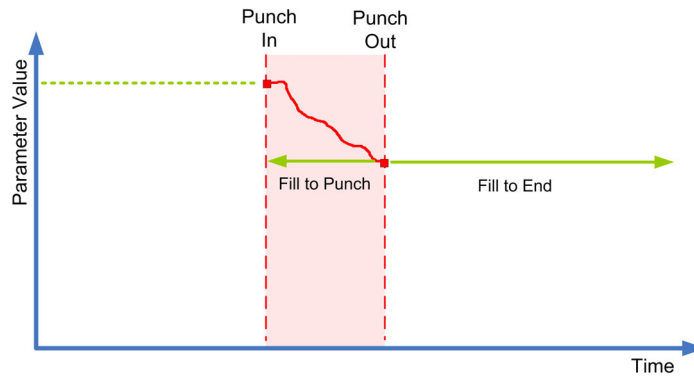 Punch
In
Punch
Out
Parameter Value
Fill to Punch
Fill to End
Time